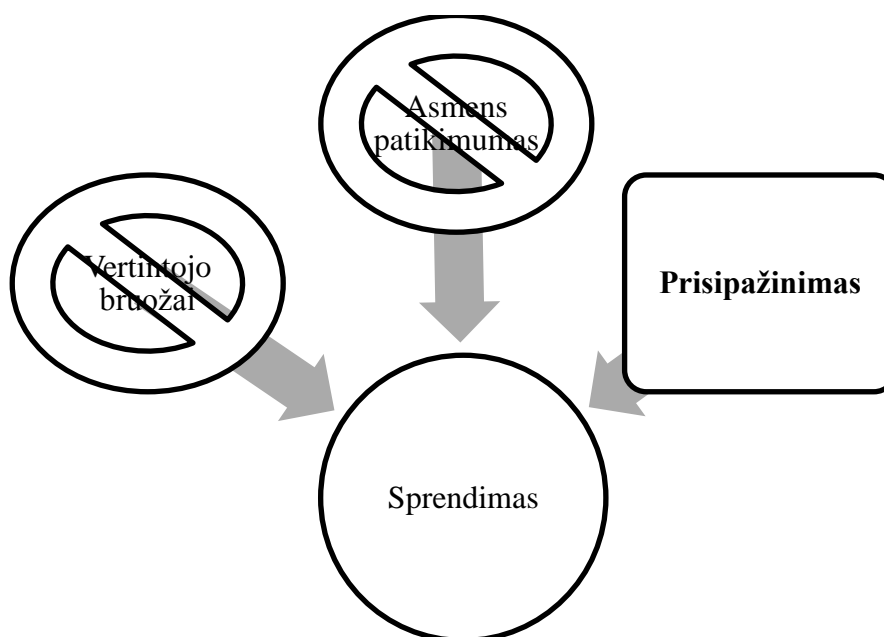 Asmens
patikimumas
Vertintojo
bruožai
Prisipažinimas
Sprendimas